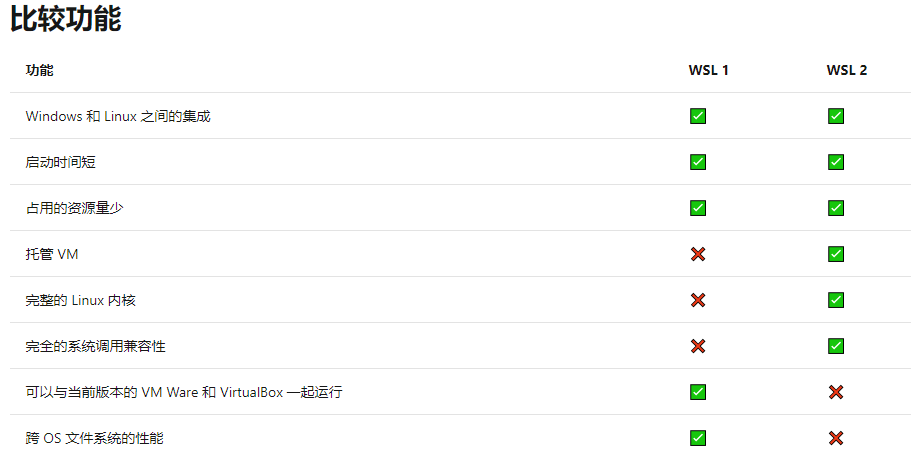 比较功能
功能 WSL 1 WSL 2
Windows 和 Linux 之间的集成 ✅ ✅
启动时间短 ✅ ✅
占用的资源量少 ✅ ✅
托管 VM ❌ ✅
完整的 Linux 内核 ❌ ✅
完全的系统调用兼容性 ❌ ✅
可以与当前版本的 VM Ware 和 VirtualBox 一起运行 ✅ ❌
跨 OS 文件系统的性能 ✅ ❌